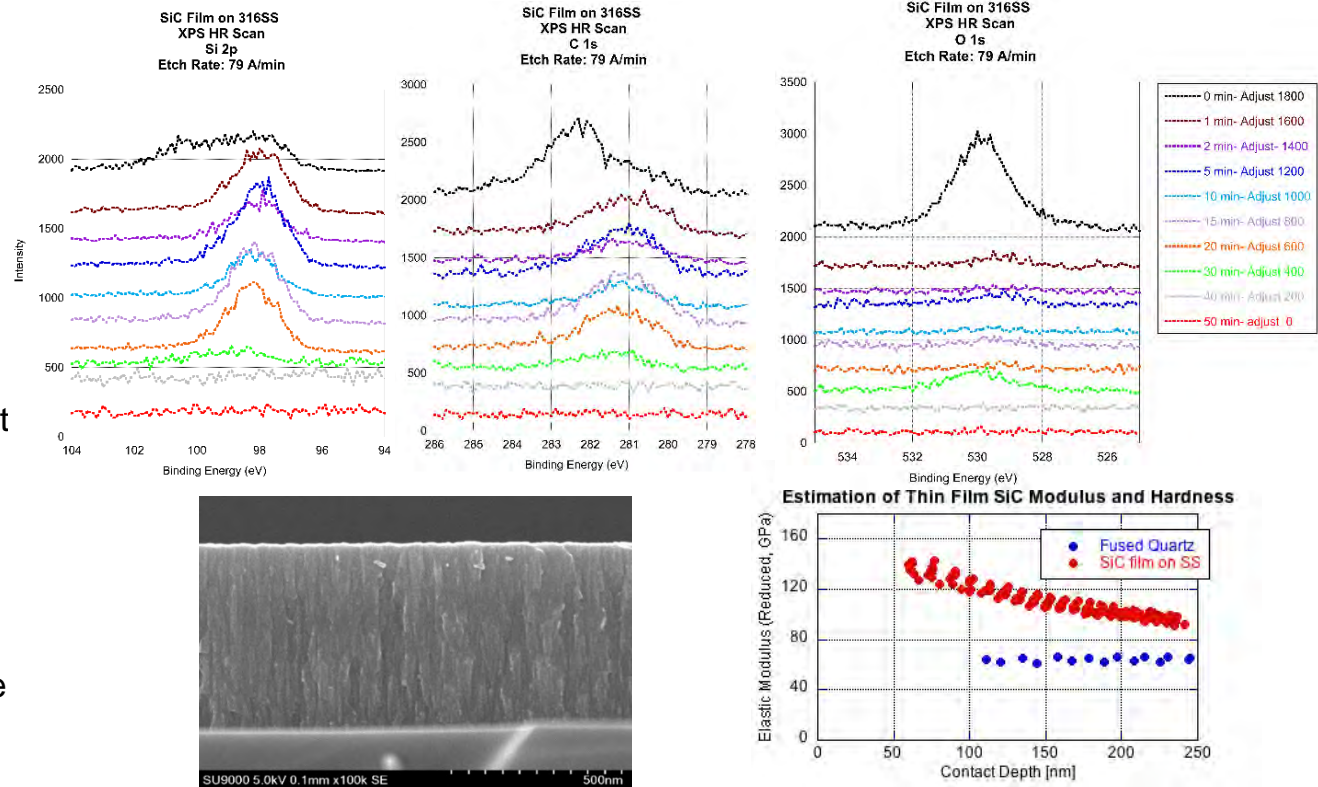 SiC Film on 316SS
XPS HR Scan
Si 2p
Etch Rate: 79 A/min
2500
2000
1500
1000
500
0
Intensity
104
102
100
98
96
94
Binding Energy (eV)
SiC Film on 316SS
XPS HR Scan
C 1s
Etch Rate: 79 A/min
3000
2500
2000
1500
1000
500
0
286
285
284
283
282
281
280
279
278
Binding Energy (eV)
SiC Film on 316SS
XPS HR Scan
O 1s
Etch Rate: 79 A/min
3500
3000
2500
2000
1500
1000
500
0
534
532
530
528
526
Binding Energy (eV)
0 min- Adjust 1800
1 min- Adjust 1600
2 min- Adjust- 1400
5 min- Adjust 1200
10 min- Adjust 1000
15 min- Adjust 800
20 min- Adjust 600
30 min- Adjust 400
40 min- Adjust 200
50 min- adjust 0
t
e
SU9000 5.0kV 0.1mm x100k SE
500nm
Estimation of Thin Film SiC Modulus and Hardness
Elastic Modulus (Reduced, GPa)
160
120
80
40
0
Fused Quartz
SiC film on SS
0
50
100
150
200
250
Contact Depth [nm]